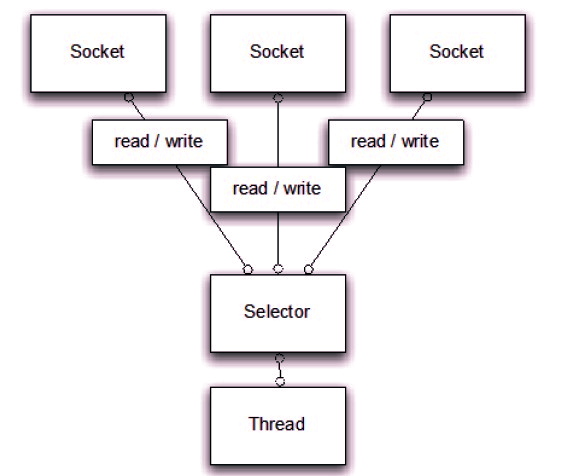 Socket
Socket
Socket
read / write
read / write
read / write
Selector
Thread